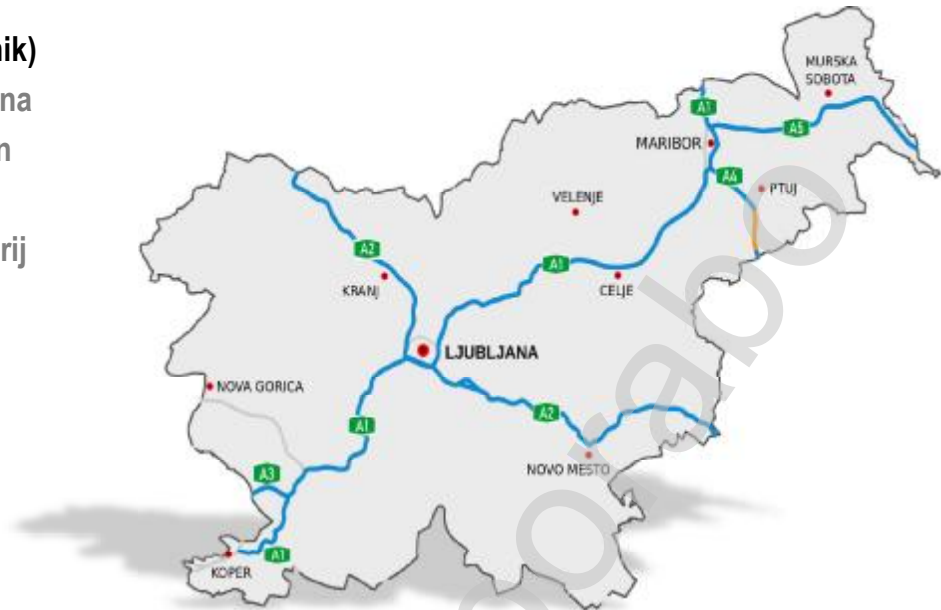 nik)
na
n
rij
MURSKA
SOBOTA
A1
A5
MARIBOR
A4
PTUJ
VELENJE
A2
A1
KRANJ
CELJE
LJUBLJANA
NOVA GORICA
A2
A1
A3
NOVO MESTO
A1
KOPER